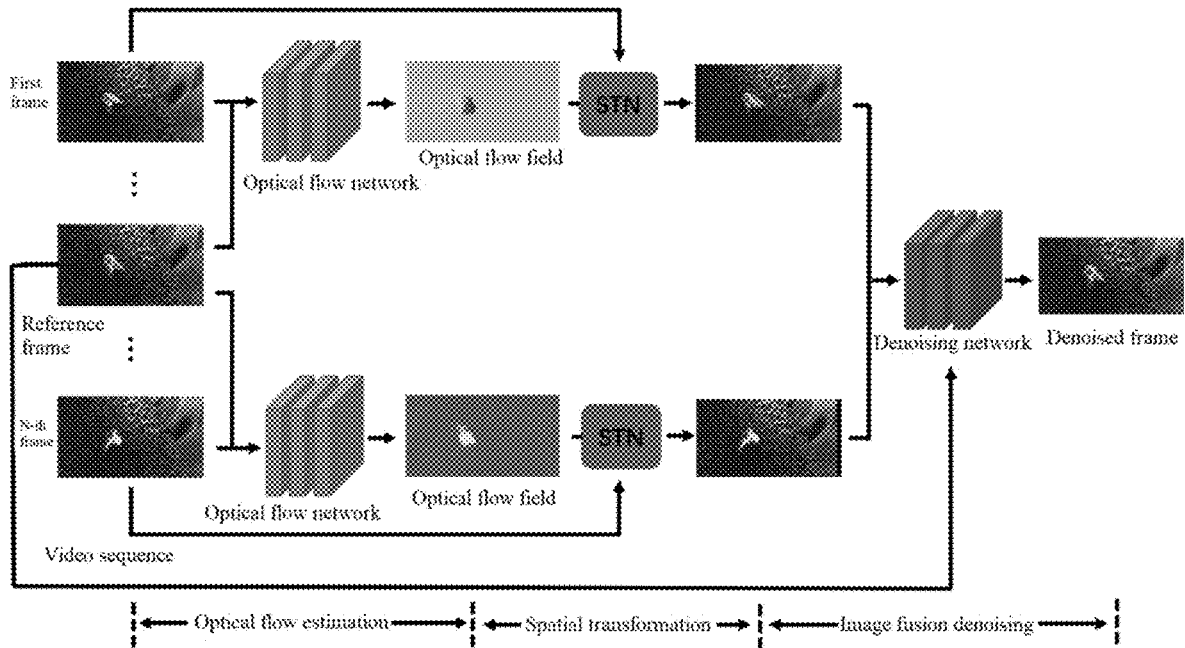 First
frame
STN
Optical flow field
Optical flow network
Reference
frame
Denoising network
Denoised frame
N-th
frame
STN
Optical flow field
Optical flow network
Video sequence
Optical flow estimation
Spatial transformation
Image fusion denoising